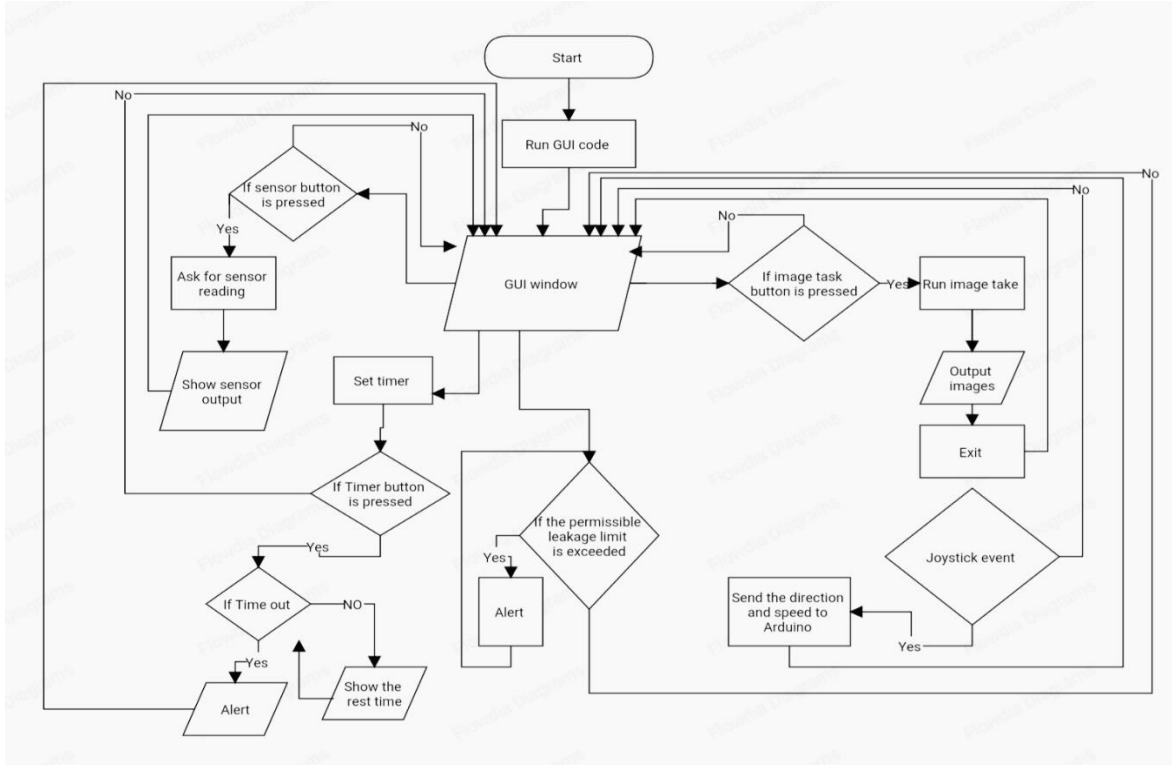 Start
Run GUI code
GUI window
No
No
If sensor button
is pressed
Yes
Ask for sensor
reading
Show sensor
output
Set timer
If Timer button
is pressed
Yes
If Time out
NO
Yes
Alert
Show the
rest time
If the permissible
leakage limit
is exceeded
Yes
Alert
No
No
No
If image task
button is pressed
Yes
Run image take
Output
images
Exit
Joystick event
Yes
Send the direction
and speed to
Arduino
Flowdia Diagrams